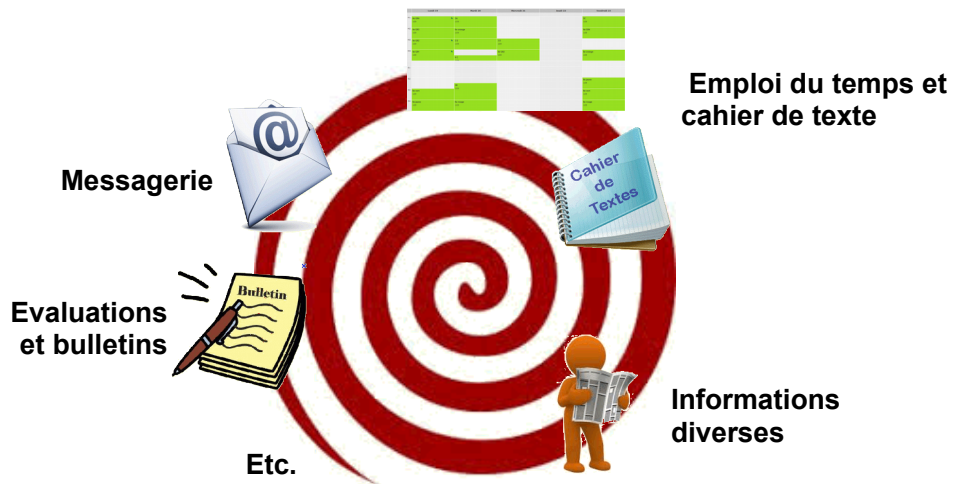 Emploi du temps et
cahier de texte
Cahier
de
Textes
@
Messagerie
Bulletin
Evaluations
et bulletins
Informations
diverses
Etc.